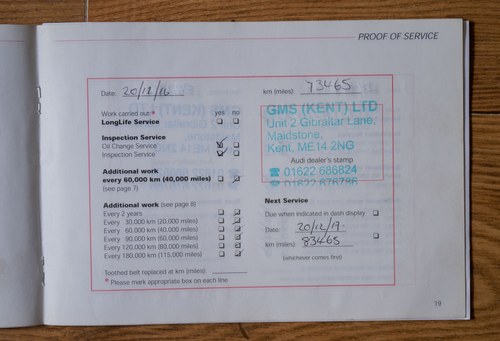 PROOF OF SERVICE
Date: 20/12/16
km (miles) 73465
Work carried out:* yes no
LongLife Service
Inspection Service
Oil Change Service
Inspection Service
Additional work
every 60,000 km (40,000 miles)
(see page 7)
Additional work (see page 8)
Every 2 years
Every 30,000 km (20,000 miles)
Every 60,000 km (40,000 miles)
Every 90,000 km (60,000 miles)
Every 120,000 km (80,000 miles)
Every 180,000 km (115,000 miles)
Toothed belt replaced at km (miles)
* Please mark appropriate box on each line
GMS (KENT) LTD
Unit 2 Gibraltar Lane,
Maidstone,
Kent, ME14 2NG
Audi dealer's stamp
☎ 01622 686824
Next Service
Due when indicated in dash display
Date: 20/12/17.
km (miles) 83465
(whichever comes first)
19